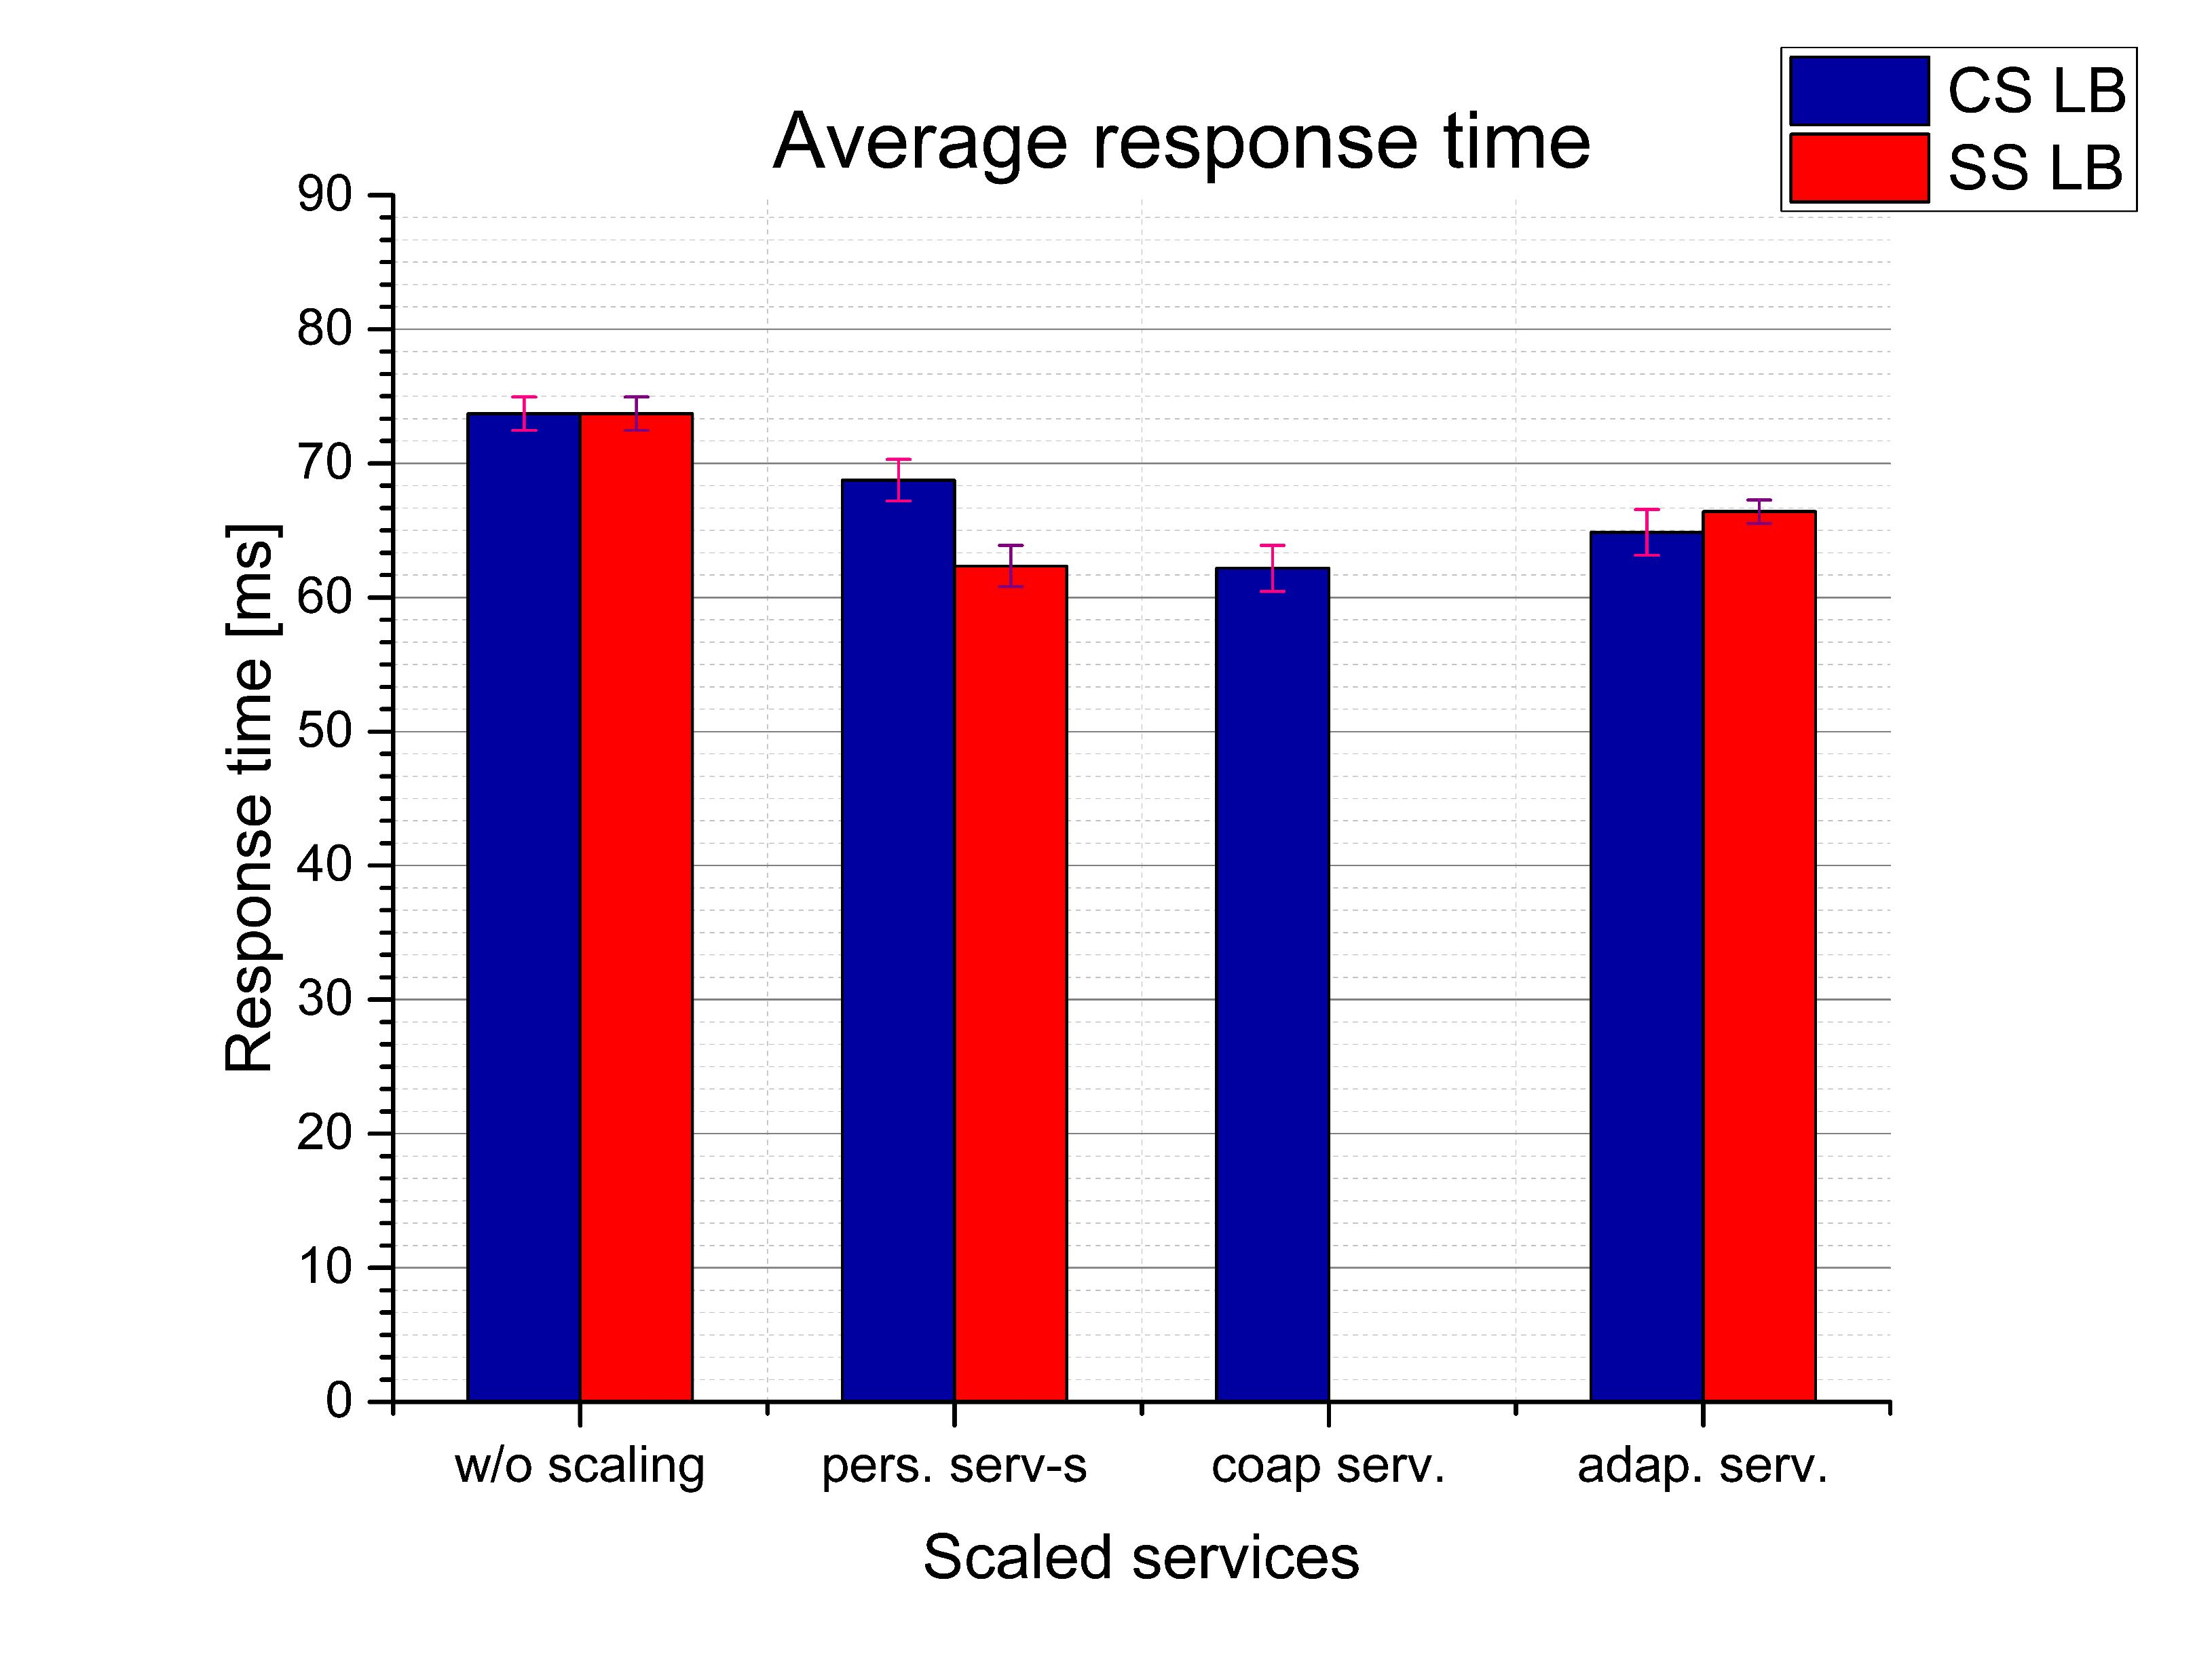 CS LB
SS LB
Average response time
90
80
70
60
50
40
30
20
10
0
Response time [ms]
w/o scaling
pers. serv-s
coap serv.
adap. serv.
Scaled services